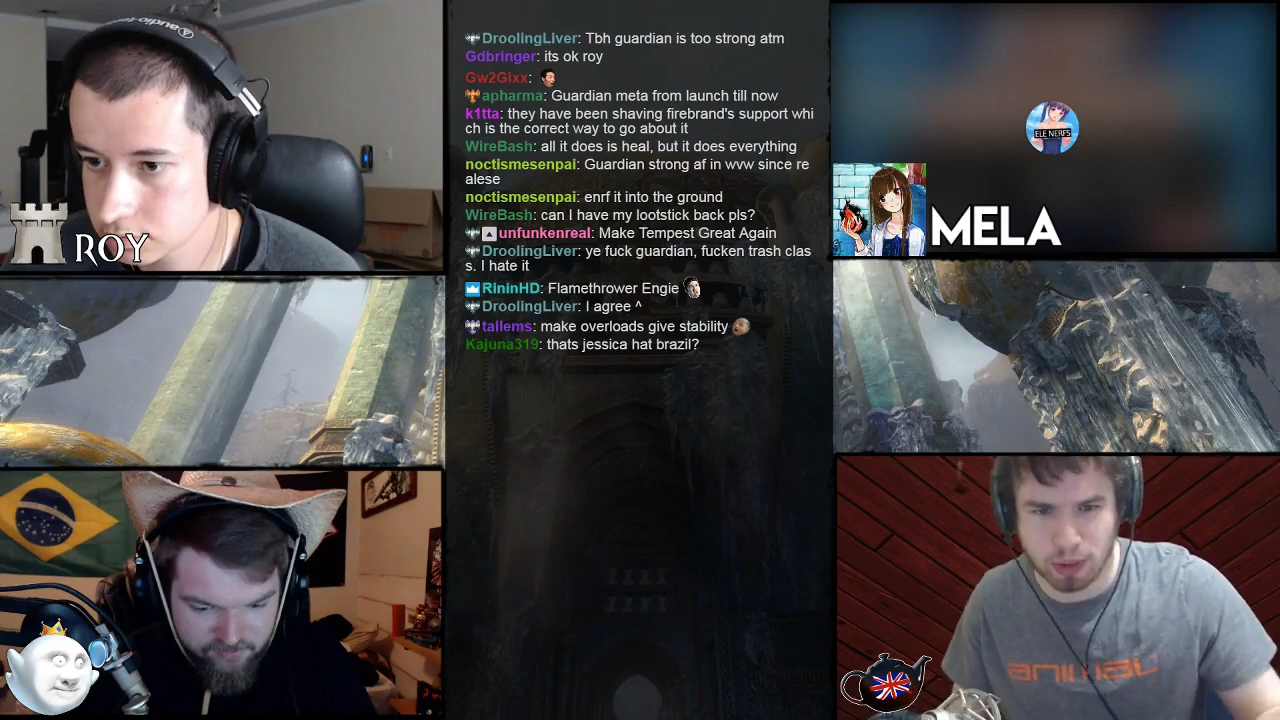 audio-technica
ROY
DroolingLiver: Tbh guardian is too strong atm
Gdbringer: its ok roy
Gw2Gixx:
apharma: Guardian meta from launch till now
k1tta: they have been shaving firebrand's support whi
ch is the correct way to go about it
WireBash: all it does is heal, but it does everything
noctismesenpai: Guardian strong af in wvw since re
alese
noctismesenpai: enrf it into the ground
WireBash: can I have my lootstick back pls?
unfunkenreal: Make Tempest Great Again
DroolingLiver: ye fuck guardian, fucken trash clas
s. I hate it
RininHD: Flamethrower Engie
DroolingLiver: I agree ^
tailems: make overloads give stability
Kajuna319: thats jessica hat brazil?
ELE NERFS
MELA
animal